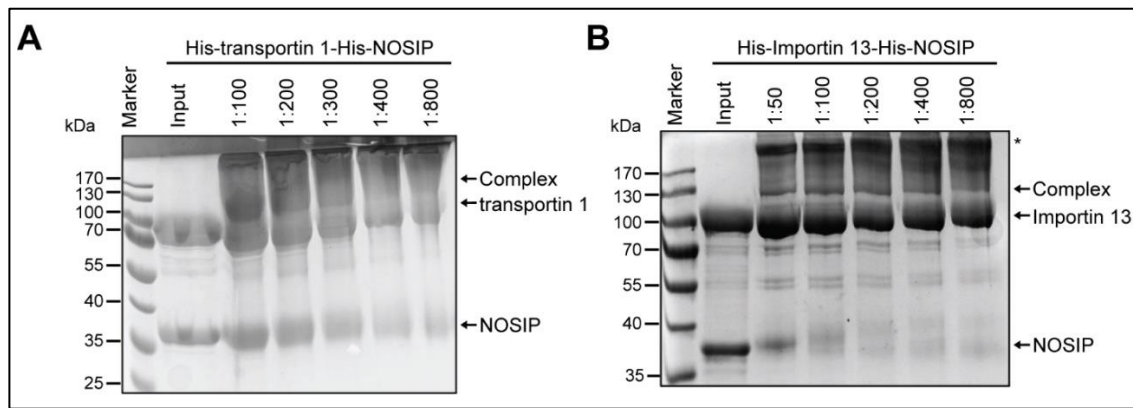 A
His-transportin 1-His-NOSIP
kDa
Marker
Input
1:100
1:200
1:300
1:400
1:800
170
130
100
70
55
40
35
25
Complex
transportin 1
NOSIP
B
His-Importin 13-His-NOSIP
kDa
Marker
Input
1:50
1:100
1:200
1:400
1:800
170
130
100
70
55
40
35
*
Complex
Importin 13
NOSIP